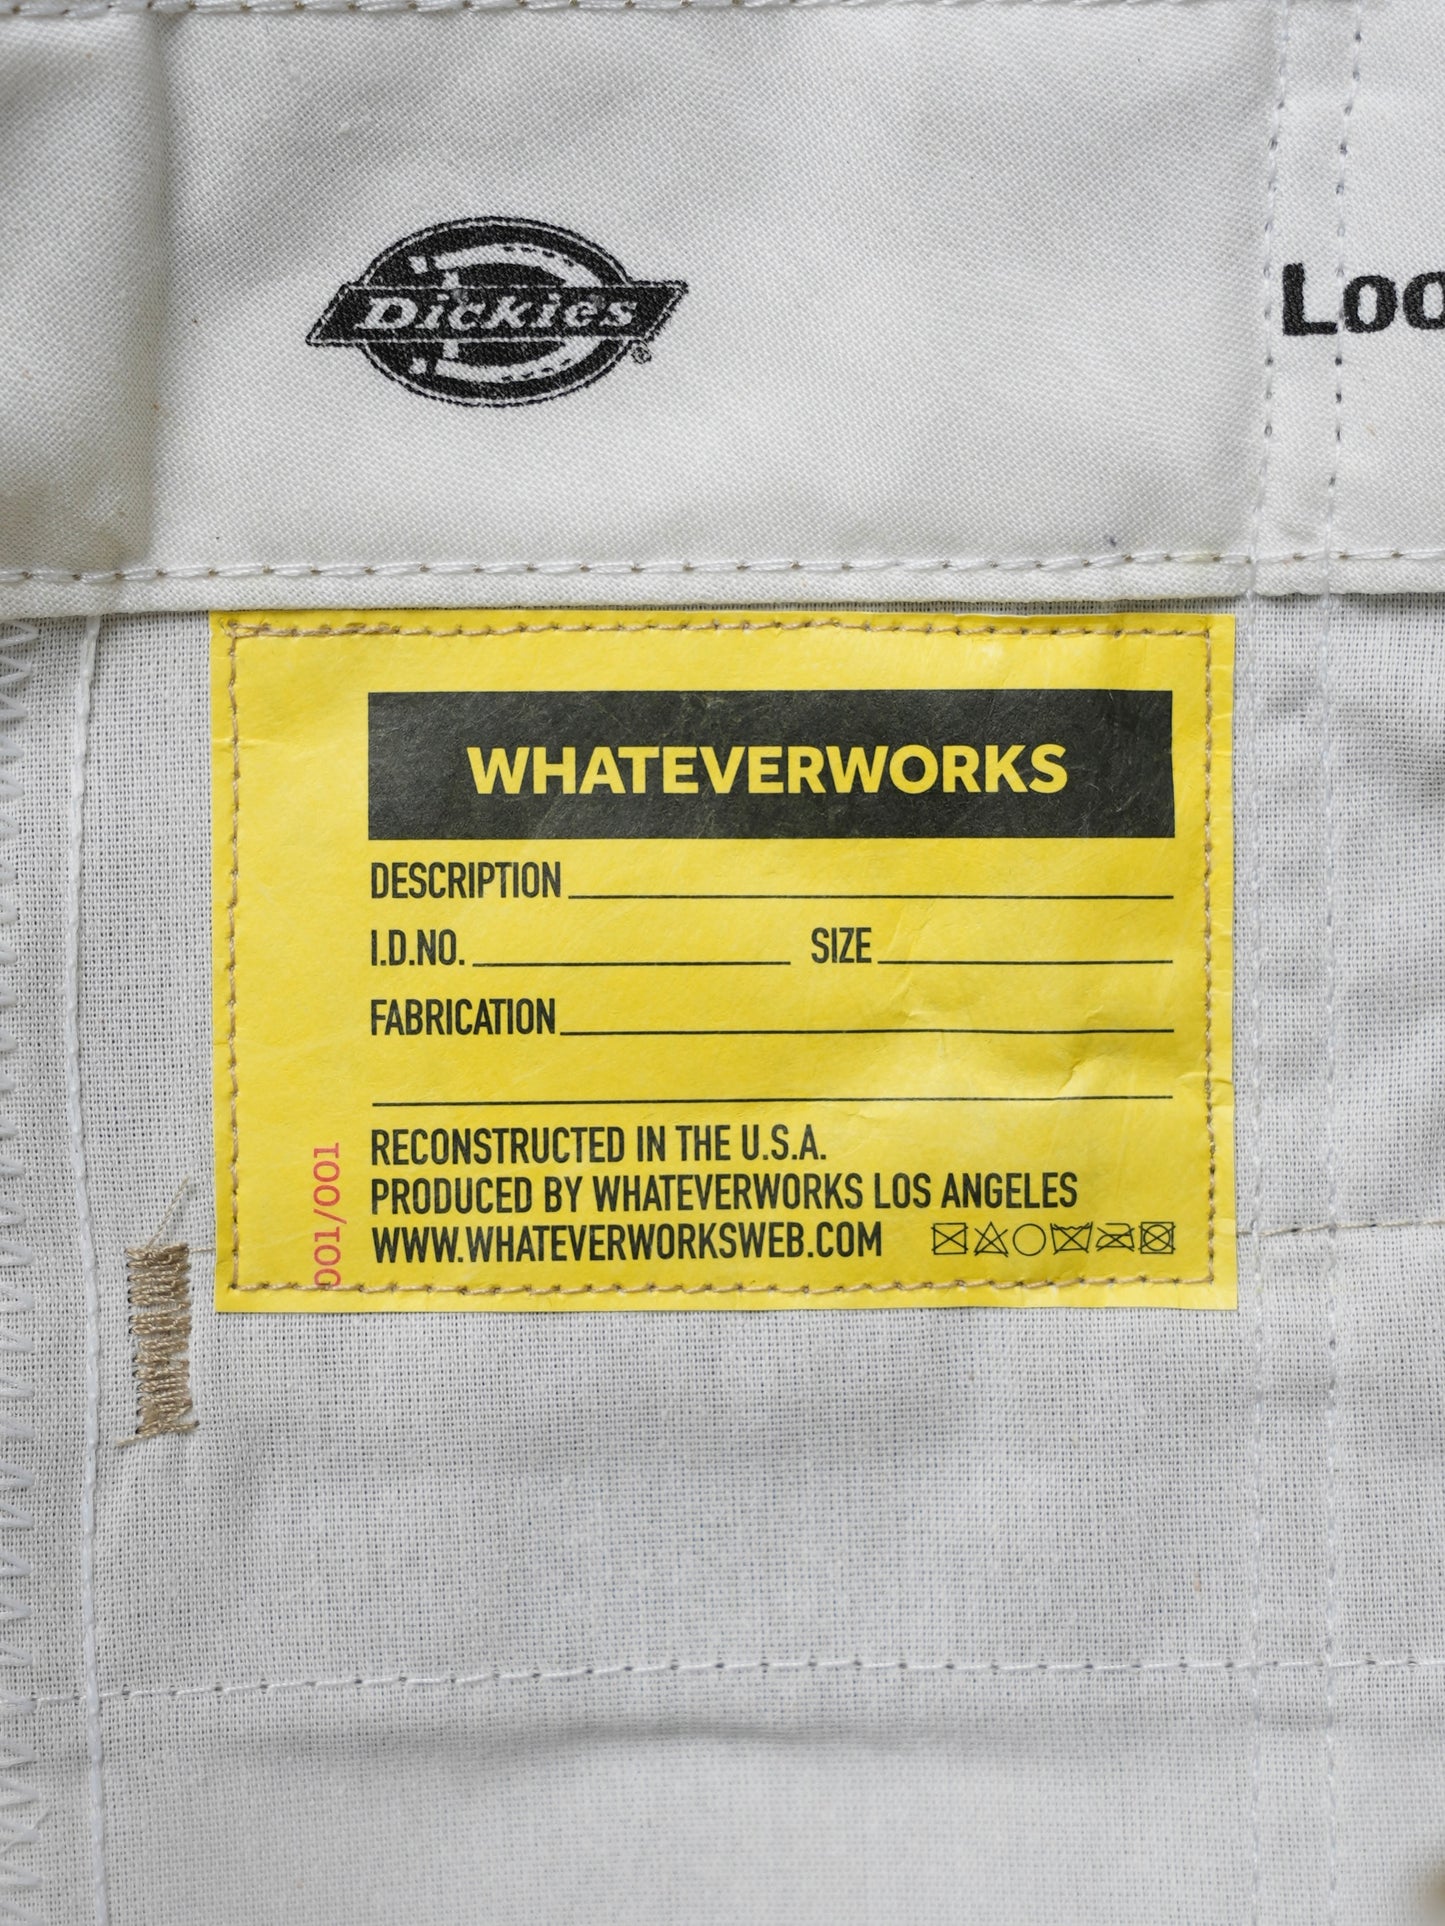 Dickies
®
Loo
WHATEVERWORKS
DESCRIPTION
I.D.NO. SIZE
FABRICATION
001/001
RECONSTRUCTED IN THE U.S.A.
PRODUCED BY WHATEVERWORKS LOS ANGELES
WWW.WHATEVERWORKSWEB.COM